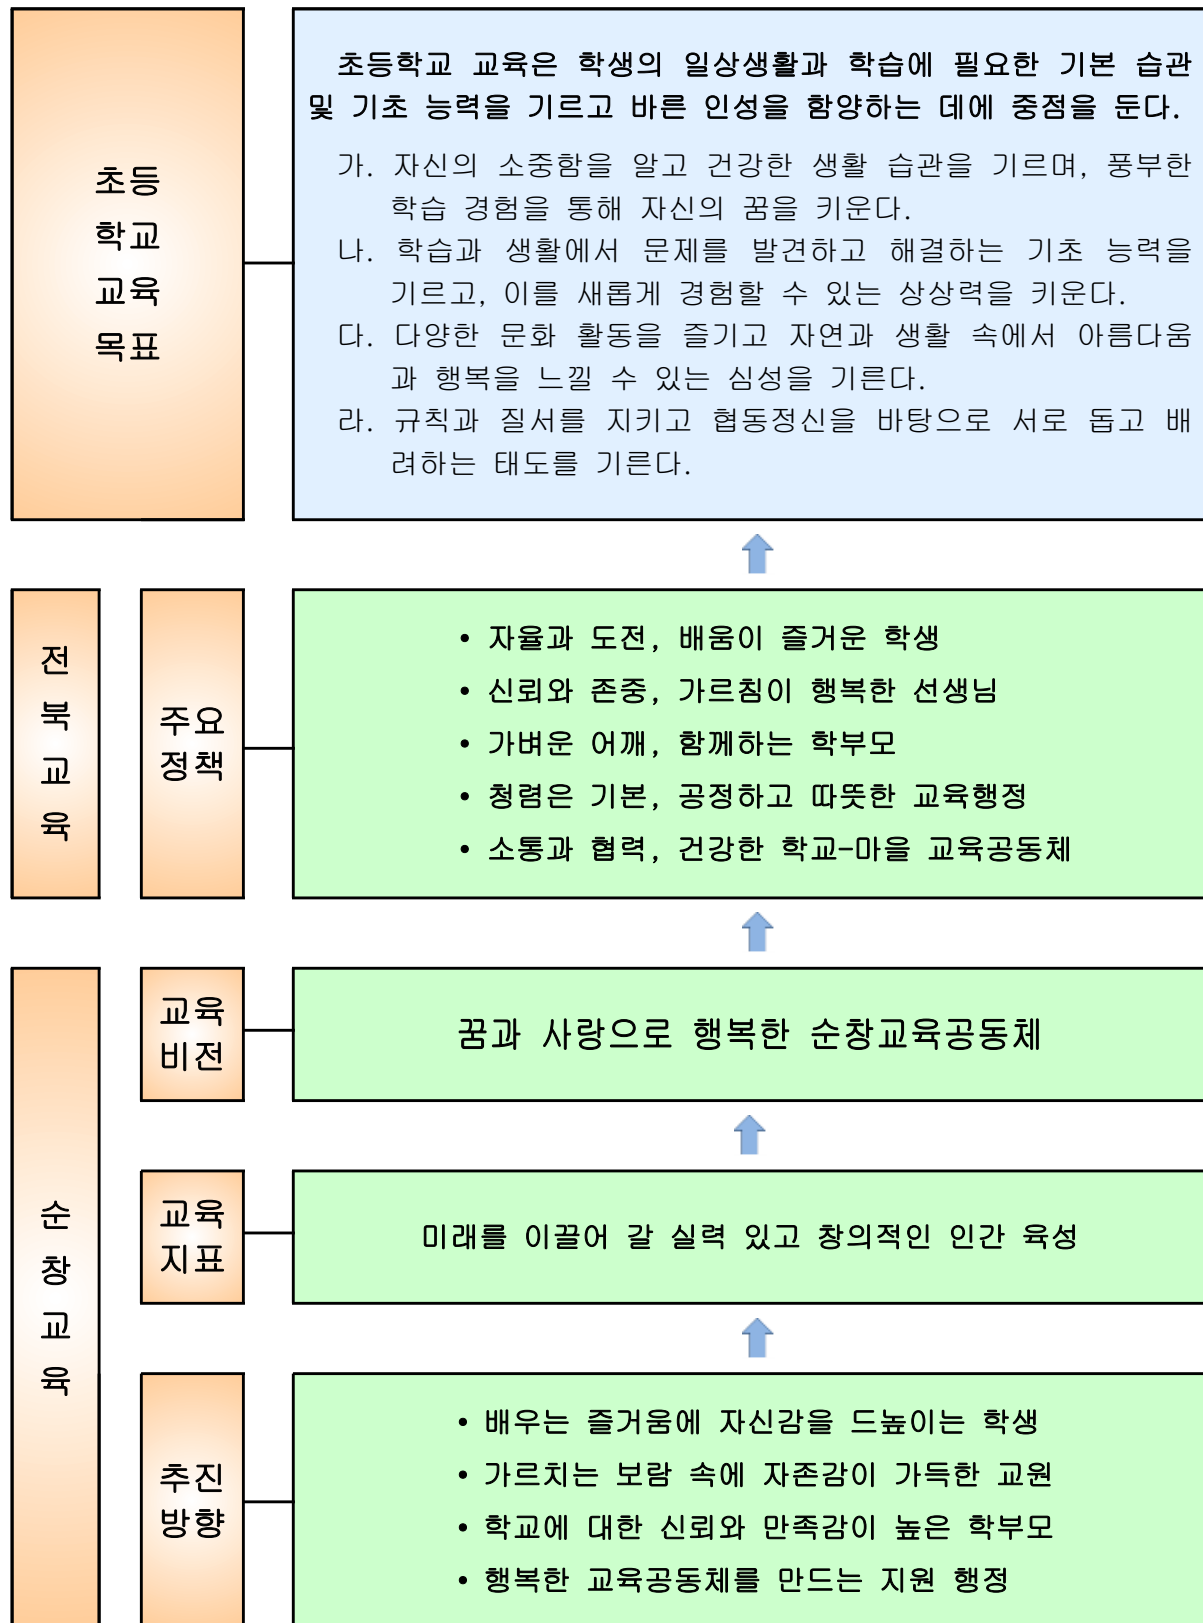 초등
학교
교육
목표
초등학교 교육은 학생의 일상생활과 학습에 필요한 기본 습관
및 기초 능력을 기르고 바른 인성을 함양하는 데에 중점을 둔다.
가. 자신의 소중함을 알고 건강한 생활 습관을 기르며, 풍부한
학습 경험을 통해 자신의 꿈을 키운다.
나. 학습과 생활에서 문제를 발견하고 해결하는 기초 능력을
기르고, 이를 새롭게 경험할 수 있는 상상력을 키운다.
다. 다양한 문화 활동을 즐기고 자연과 생활 속에서 아름다움
과 행복을 느낄 수 있는 심성을 기른다.
라. 규칙과 질서를 지키고 협동정신을 바탕으로 서로 돕고 배
려하는 태도를 기른다.
전
북
교
육
주요
정책
• 자율과 도전, 배움이 즐거운 학생
• 신뢰와 존중, 가르침이 행복한 선생님
• 가벼운 어깨, 함께하는 학부모
• 청렴은 기본, 공정하고 따뜻한 교육행정
• 소통과 협력, 건강한 학교-마을 교육공동체
순
창
교
육
교육
비전
꿈과 사랑으로 행복한 순창교육공동체
교육
지표
미래를 이끌어 갈 실력 있고 창의적인 인간 육성
추진
방향
• 배우는 즐거움에 자신감을 드높이는 학생
• 가르치는 보람 속에 자존감이 가득한 교원
• 학교에 대한 신뢰와 만족감이 높은 학부모
• 행복한 교육공동체를 만드는 지원 행정